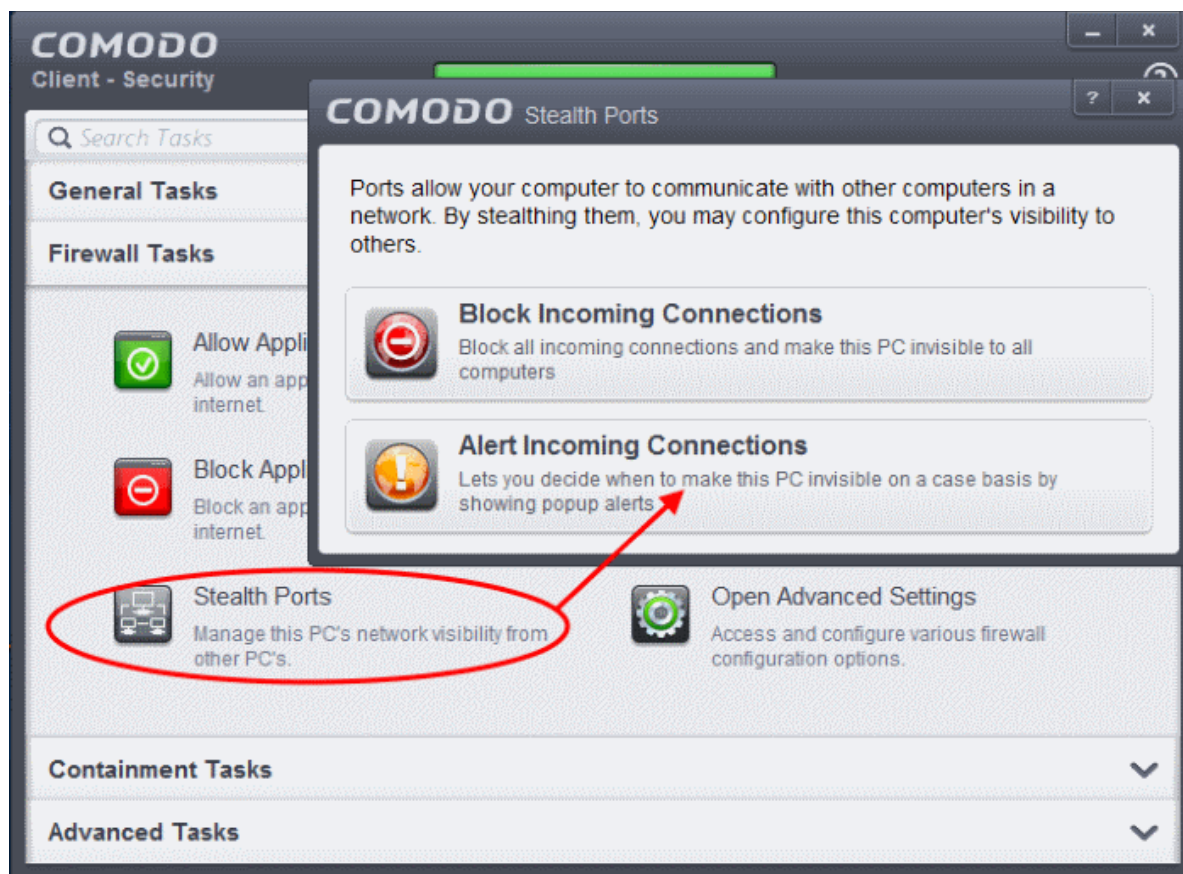 COMODO
Client - Security
Search Tasks
General Tasks
Firewall Tasks
Allow Appli
Allow an app
internet.
Block Appl
Block an app
internet.
Stealth Ports
Manage this PC's network visibility from
other PC's.
Open Advanced Settings
Access and configure various firewall
configuration options.
Containment Tasks
Advanced Tasks
COMODO Stealth Ports
?
Ports allow your computer to communicate with other computers in a
network. By stealthing them, you may configure this computer's visibility to
others.
Block Incoming Connections
Block all incoming connections and make this PC invisible to all
computers
Alert Incoming Connections
Lets you decide when to make this PC invisible on a case basis by
showing popup alerts